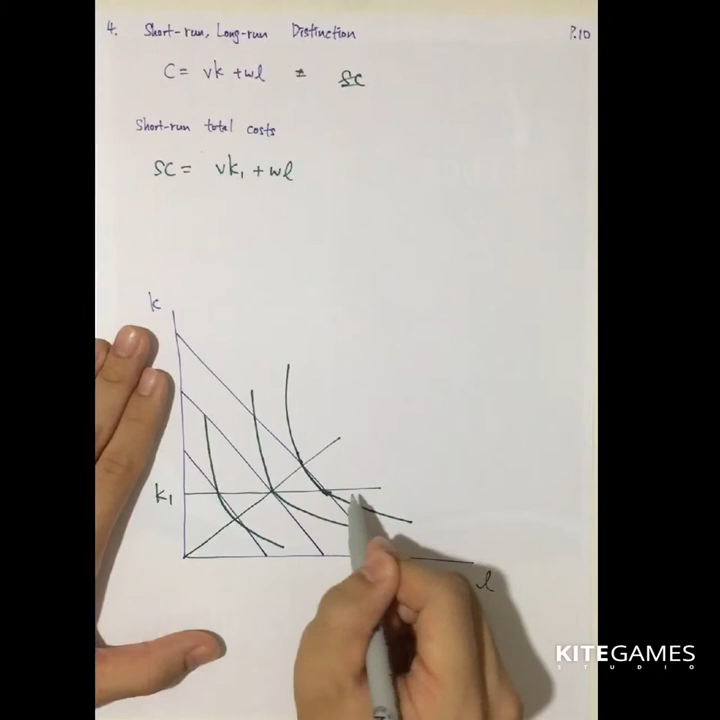 4. Short-run, Long-run Distinction P.10
C = vk + wl = SC
Short-run total costs
SC = vk₁ + wl
k
k₁
l
KITEGAMES
STUDIO